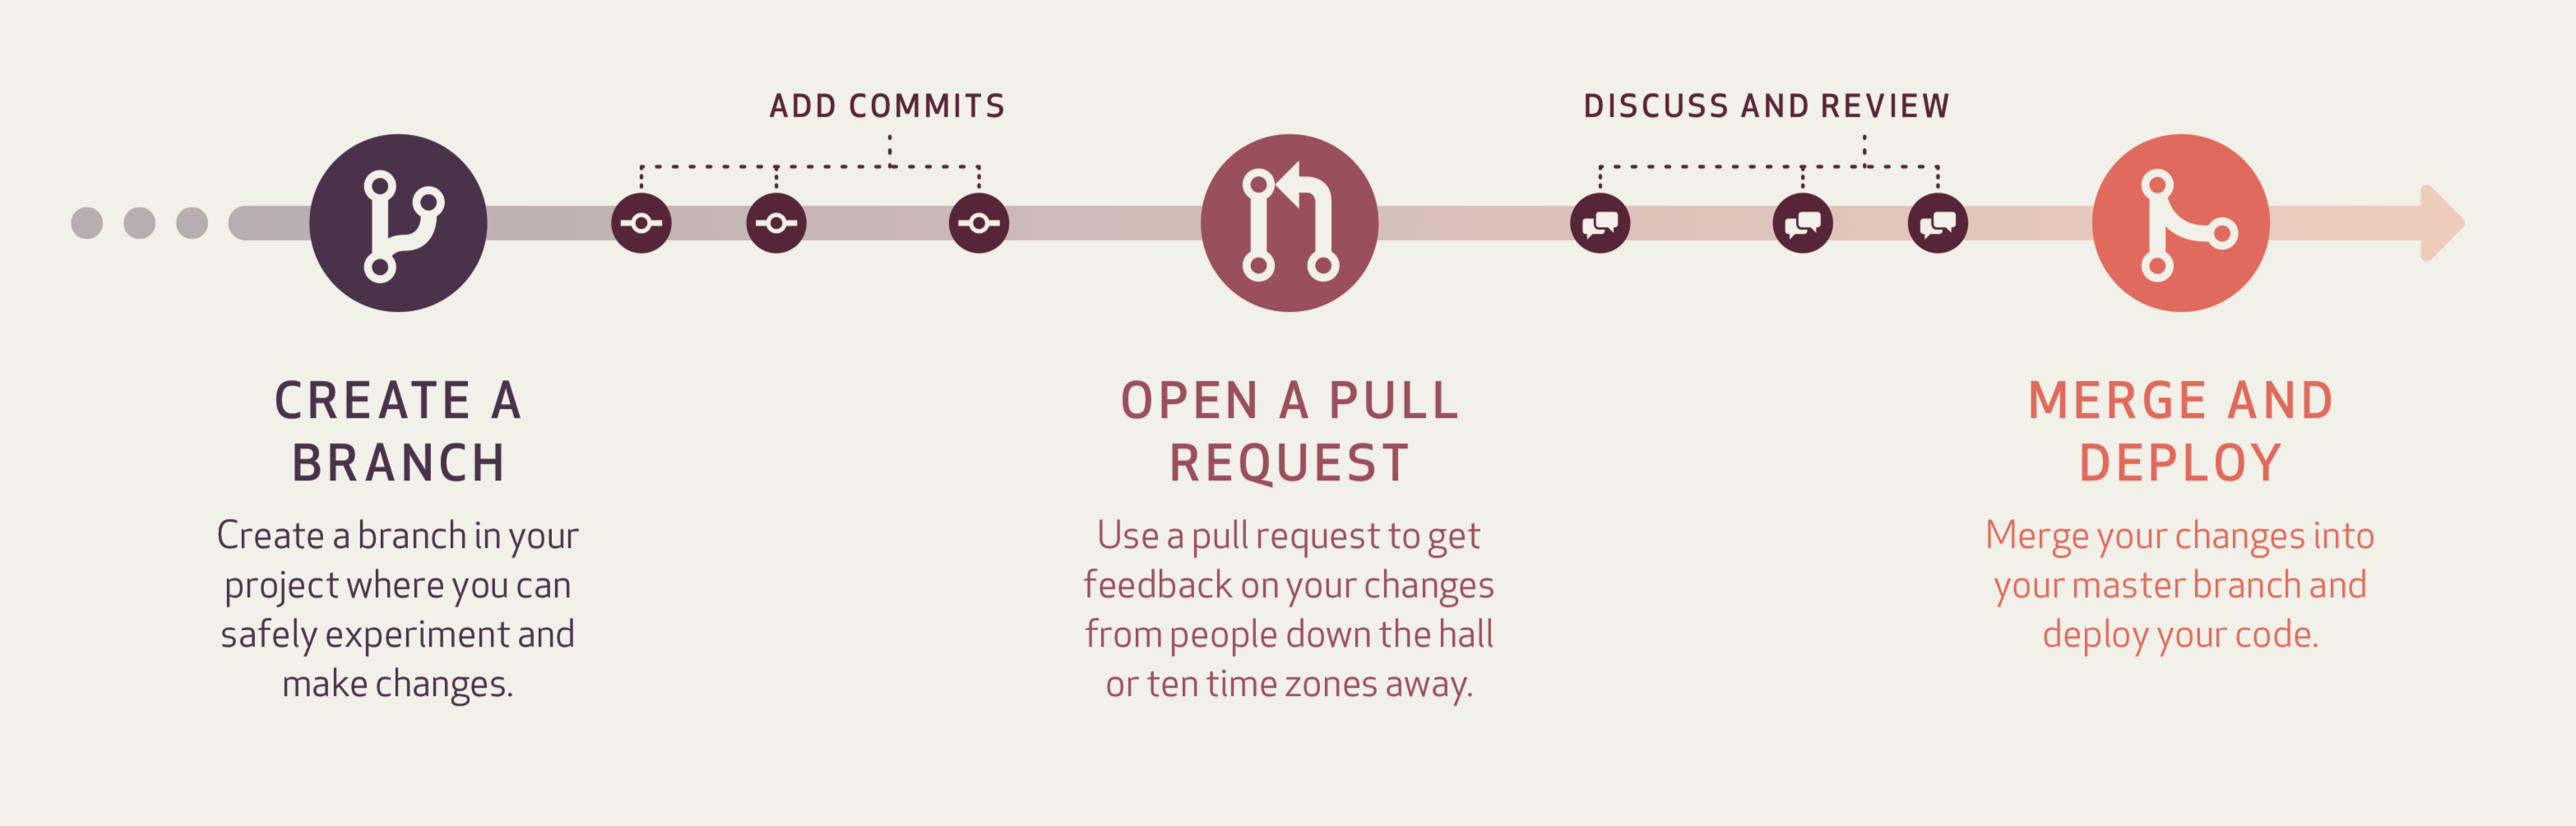 ADD COMMITS
DISCUSS AND REVIEW
CREATE A
BRANCH
Create a branch in your
project where you can
safely experiment and
make changes.
OPEN A PULL
REQUEST
Use a pull request to get
feedback on your changes
from people down the hall
or ten time zones away.
MERGE AND
DEPLOY
Merge your changes into
your master branch and
deploy your code.